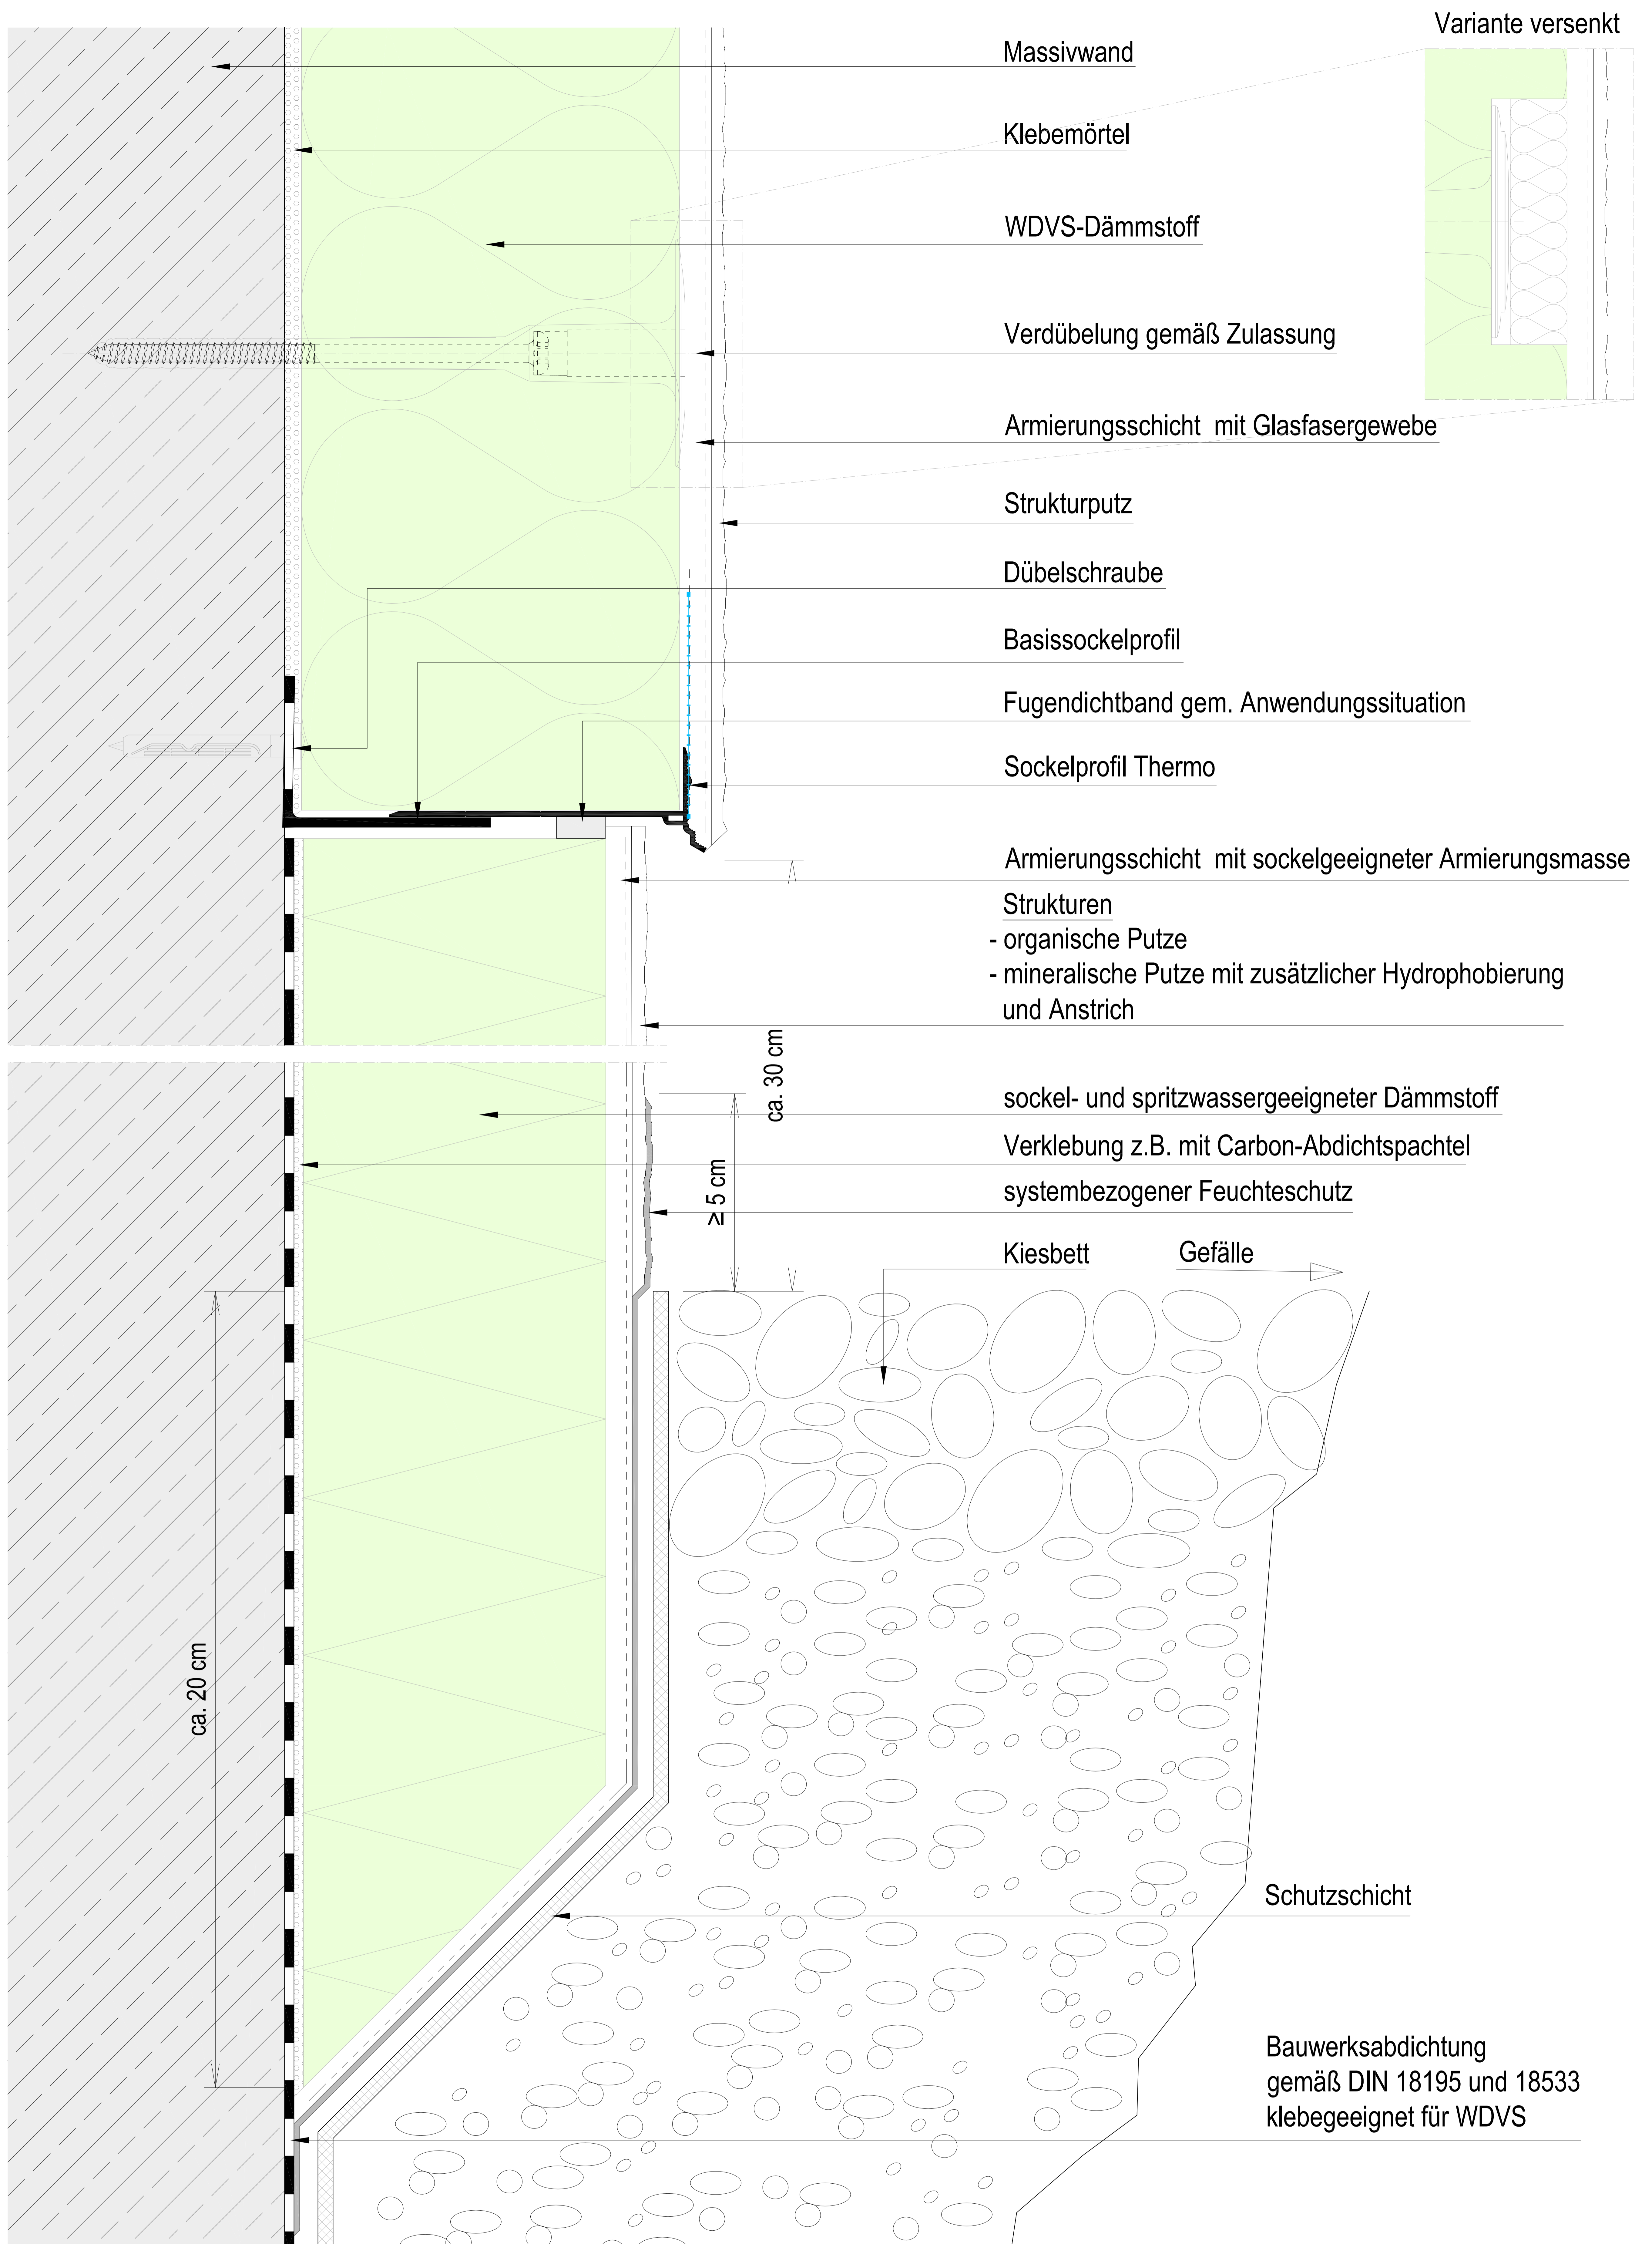 Variante versenkt
Massivwand
Klebemörtel
WDVS-Dämmstoff
Verdübelung gemäß Zulassung
Armierungsschicht mit Glasfasergewebe
Strukturputz
Dübelschraube
Basissockelprofil
Fugendichtband gem. Anwendungssituation
Sockelprofil Thermo
Armierungsschicht mit sockelgeeigneter Armierungsmasse
Strukturen
- organische Putze
- mineralische Putze mit zusätzlicher Hydrophobierung
und Anstrich
ca. 30 cm
sockel- und spritzwassergeeigneter Dämmstoff
Verklebung z.B. mit Carbon-Abdichtspachtel
≥ 5 cm
systembezogener Feuchteschutz
Kiesbett
Gefälle
ca. 20 cm
Schutzschicht
Bauwerksabdichtung
gemäß DIN 18195 und 18533
klebegeeignet für WDVS